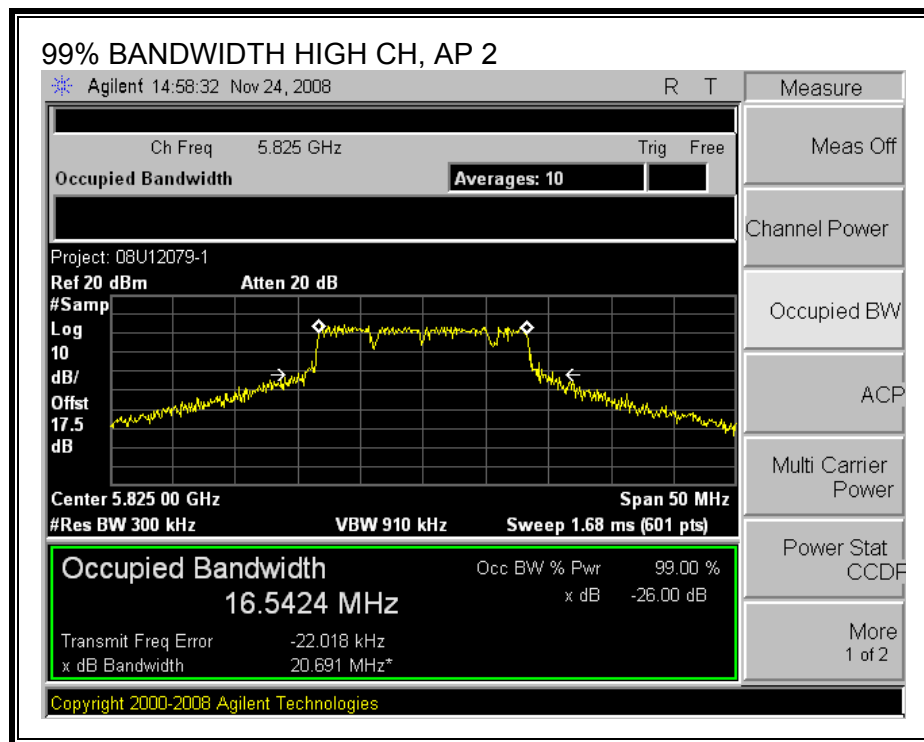 99% BANDWIDTH HIGH CH, AP 2
Agilent 14:58:32 Nov 24, 2008 R T
Measure
Ch Freq 5.825 GHz Trig Free
Occupied Bandwidth Averages: 10
Meas Off
Channel Power
Occupied BW
ACP
Multi Carrier
Power
Power Stat
CCDF
More
1 of 2
Project: 08U12079-1
Ref 20 dBm Atten 20 dB
#Samp
Log
10
dB/
Offst
17.5
dB
Center 5.825 00 GHz Span 50 MHz
#Res BW 300 kHz VBW 910 kHz Sweep 1.68 ms (601 pts)
Occupied Bandwidth Occ BW % Pwr 99.00 %
16.5424 MHz x dB -26.00 dB
Transmit Freq Error -22.018 kHz
x dB Bandwidth 20.691 MHz*
Copyright 2000-2008 Agilent Technologies